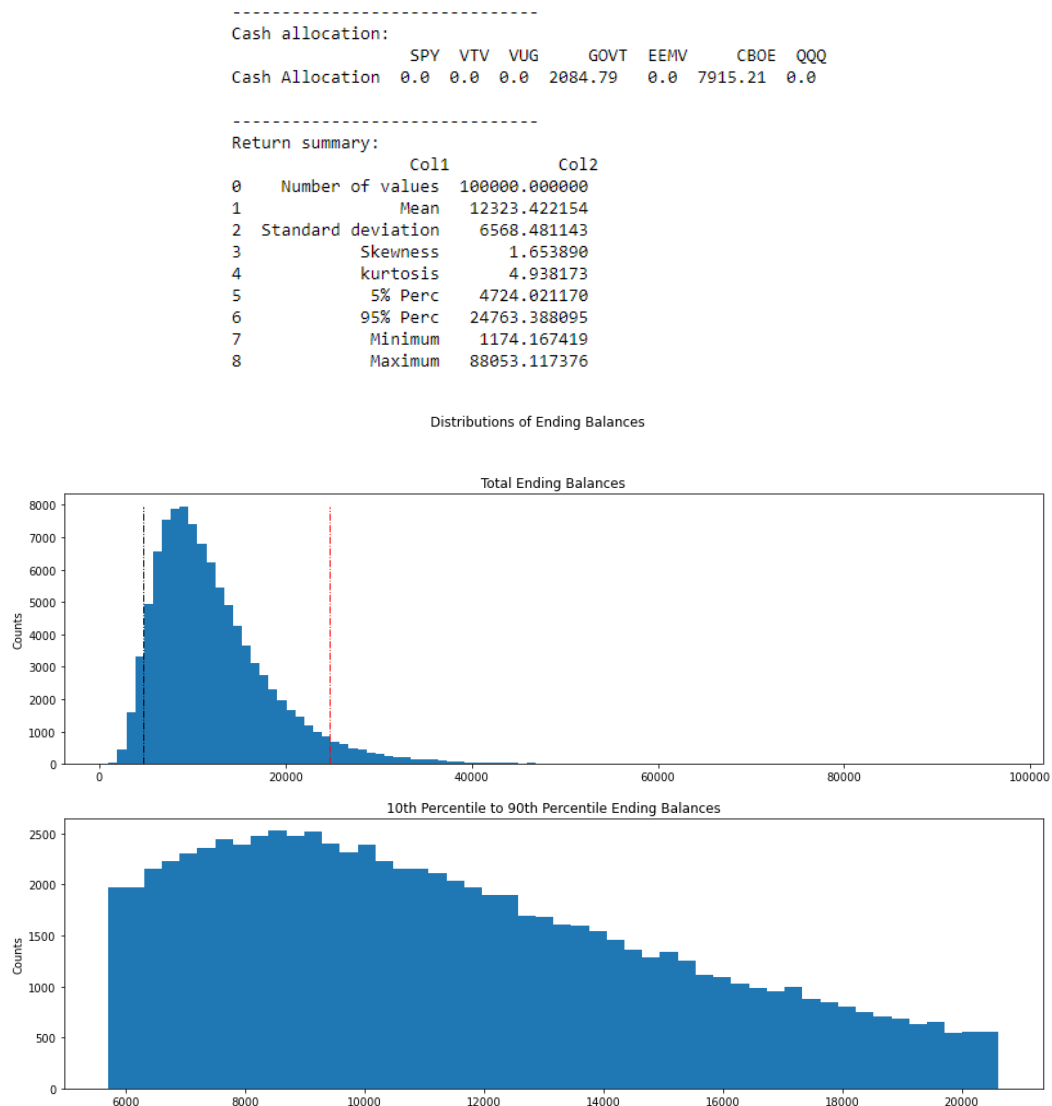 -------------------------------
Cash allocation:
SPY VTV VUG GOVT EEMV CBOE QQQ
Cash Allocation 0.0 0.0 0.0 2084.79 0.0 7915.21 0.0
-------------------------------
Return summary:
Col1 Col2
0 Number of values 100000.000000
1 Mean 12323.422154
2 Standard deviation 6568.481143
3 Skewness 1.653890
4 kurtosis 4.938173
5 5% Perc 4724.021170
6 95% Perc 24763.388095
7 Minimum 1174.167419
8 Maximum 88053.117376
Distributions of Ending Balances
Total Ending Balances
8000
7000
6000
5000
4000
3000
2000
1000
0
Counts
0 20000 40000 60000 80000 100000
10th Percentile to 90th Percentile Ending Balances
2500
2000
1500
1000
500
0
Counts
6000 8000 10000 12000 14000 16000 18000 20000